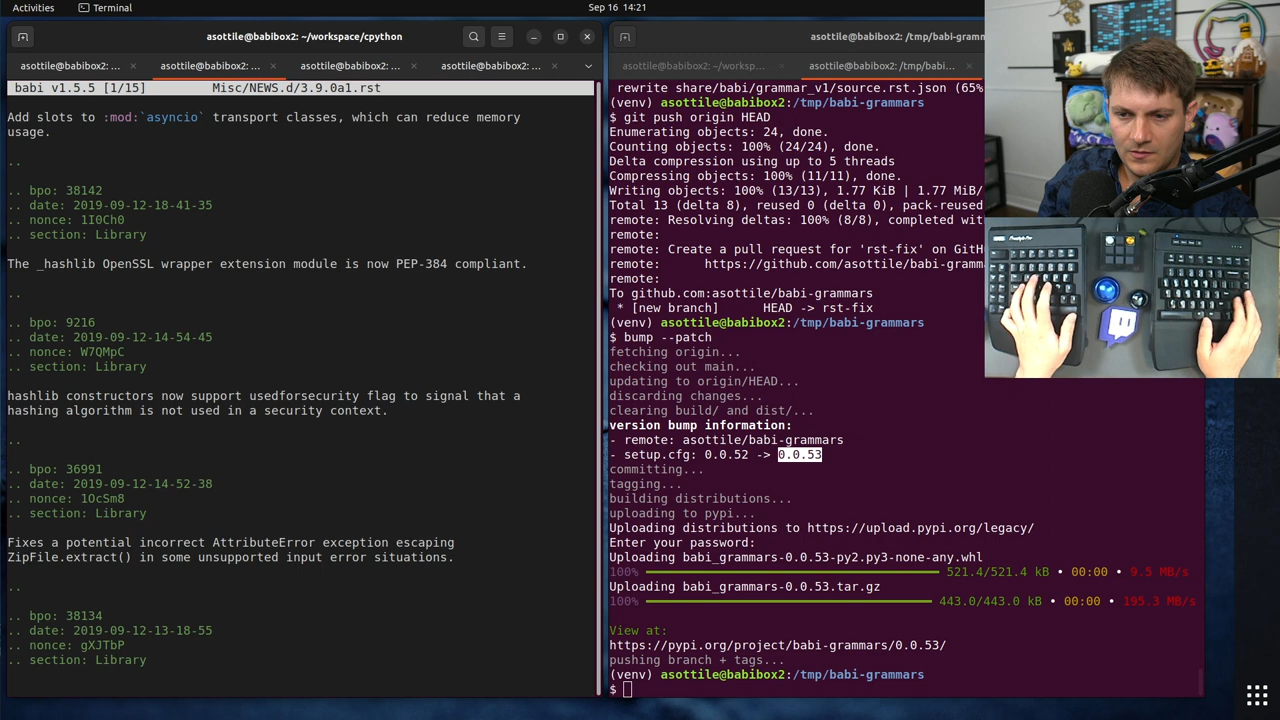 Activities
Terminal
Sep 16 14:21
asottile@babibox2: ~/workspace/cpython
asottile@babibox2: ~/...
asottile@babibox2: ~/...
asottile@babibox2: ~/...
asottile@babibox2: ~/...
babi v1.5.5 [1/15] Misc/NEWS.d/3.9.0a1.rst
Add slots to :mod:`asyncio` transport classes, which can reduce memory
usage.
..
.. bpo: 38142
.. date: 2019-09-12-18-41-35
.. nonce: 1I0Ch0
.. section: Library
The _hashlib OpenSSL wrapper extension module is now PEP-384 compliant.
..
.. bpo: 9216
.. date: 2019-09-12-14-54-45
.. nonce: W7QMpC
.. section: Library
hashlib constructors now support usedforsecurity flag to signal that a
hashing algorithm is not used in a security context.
..
.. bpo: 36991
.. date: 2019-09-12-14-52-38
.. nonce: 1OcSm8
.. section: Library
Fixes a potential incorrect AttributeError exception escaping
ZipFile.extract() in some unsupported input error situations.
..
.. bpo: 38134
.. date: 2019-09-12-13-18-55
.. nonce: gXJTbP
.. section: Library
asottile@babibox2: /tmp/babi-gramm
asottile@babibox2: ~/worksp...
asottile@babibox2: /tmp/babi...
rewrite share/babi/grammar_v1/source.rst.json (65%
(venv) asottile@babibox2:/tmp/babi-grammars
$ git push origin HEAD
Enumerating objects: 24, done.
Counting objects: 100% (24/24), done.
Delta compression using up to 5 threads
Compressing objects: 100% (11/11), done.
Writing objects: 100% (13/13), 1.77 KiB | 1.77 MiB/
Total 13 (delta 8), reused 0 (delta 0), pack-reused
remote: Resolving deltas: 100% (8/8), completed wit
remote:
remote: Create a pull request for 'rst-fix' on GitH
remote: https://github.com/asottile/babi-gramm
remote:
To github.com:asottile/babi-grammars
* [new branch] HEAD -> rst-fix
(venv) asottile@babibox2:/tmp/babi-grammars
$ bump --patch
fetching origin...
checking out main...
updating to origin/HEAD...
discarding changes...
clearing build/ and dist/...
version bump information:
- remote: asottile/babi-grammars
- setup.cfg: 0.0.52 -> 0.0.53
committing...
tagging...
building distributions...
uploading to pypi...
Uploading distributions to https://upload.pypi.org/legacy/
Enter your password:
Uploading babi_grammars-0.0.53-py2.py3-none-any.whl
100% 521.4/521.4 kB • 00:00 • 9.5 MB/s
Uploading babi_grammars-0.0.53.tar.gz
100% 443.0/443.0 kB • 00:00 • 195.3 MB/s
View at:
https://pypi.org/project/babi-grammars/0.0.53/
pushing branch + tags...
(venv) asottile@babibox2:/tmp/babi-grammars
$